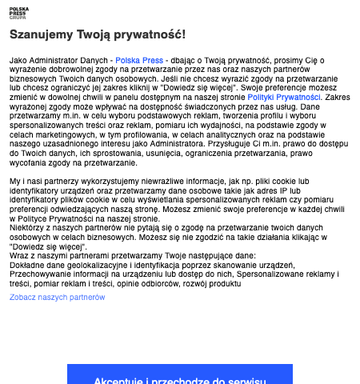 POLSKA
PRESS
GRUPA
Szanujemy Twoją prywatność!
Jako Administrator Danych - Polska Press - dbając o Twoją prywatność, prosimy Cię o
wyrażenie dobrowolnej zgody na przetwarzanie przez nas oraz naszych partnerów
biznesowych Twoich danych osobowych. Jeśli nie chcesz wyrazić zgody na przetwarzanie
lub chcesz ograniczyć jej zakres kliknij w "Dowiedz się więcej". Swoje preferencje możesz
zmienić w dowolnej chwili w panelu dostępnym na naszej stronie Polityki Prywatności. Zakres
wyrażonej zgody może wpływać na dostępność świadczonych przez nas usług. Dane
przetwarzamy m.in. w celu wyboru podstawowych reklam, tworzenia profilu i wyboru
spersonalizowanych treści oraz reklam, pomiaru ich wydajności, na podstawie zgody w
celach marketingowych, w tym profilowania, w celach analitycznych oraz na podstawie
naszego uzasadnionego interesu jako Administratora. Przysługuje Ci m.in. prawo do dostępu
do Twoich danych, ich sprostowania, usunięcia, ograniczenia przetwarzania, prawo
wycofania zgody na przetwarzanie.
My i nasi partnerzy wykorzystujemy niewrażliwe informacje, jak np. pliki cookie lub
identyfikatory urządzeń oraz przetwarzamy dane osobowe takie jak adres IP lub
identyfikatory plików cookie w celu wyświetlania spersonalizowanych reklam czy pomiaru
preferencji odwiedzających naszą stronę. Możesz zmienić swoje preferencje w każdej chwili
w Polityce Prywatności na naszej stronie.
Niektórzy z naszych partnerów nie pytają się o zgodę na przetwarzanie twoich danych
osobowych w celach biznesowych. Możesz się nie zgodzić na takie działania klikając w
"Dowiedz się więcej".
Wraz z naszymi partnerami przetwarzamy Twoje następujące dane:
Dokładne dane geolokalizacyjne i identyfikacja poprzez skanowanie urządzeń,
Przechowywanie informacji na urządzeniu lub dostęp do nich, Spersonalizowane reklamy i
treści, pomiar reklam i treści, opinie odbiorców, rozwój produktu
Zobacz naszych partnerów
Akceptuję i przechodzę do serwisu